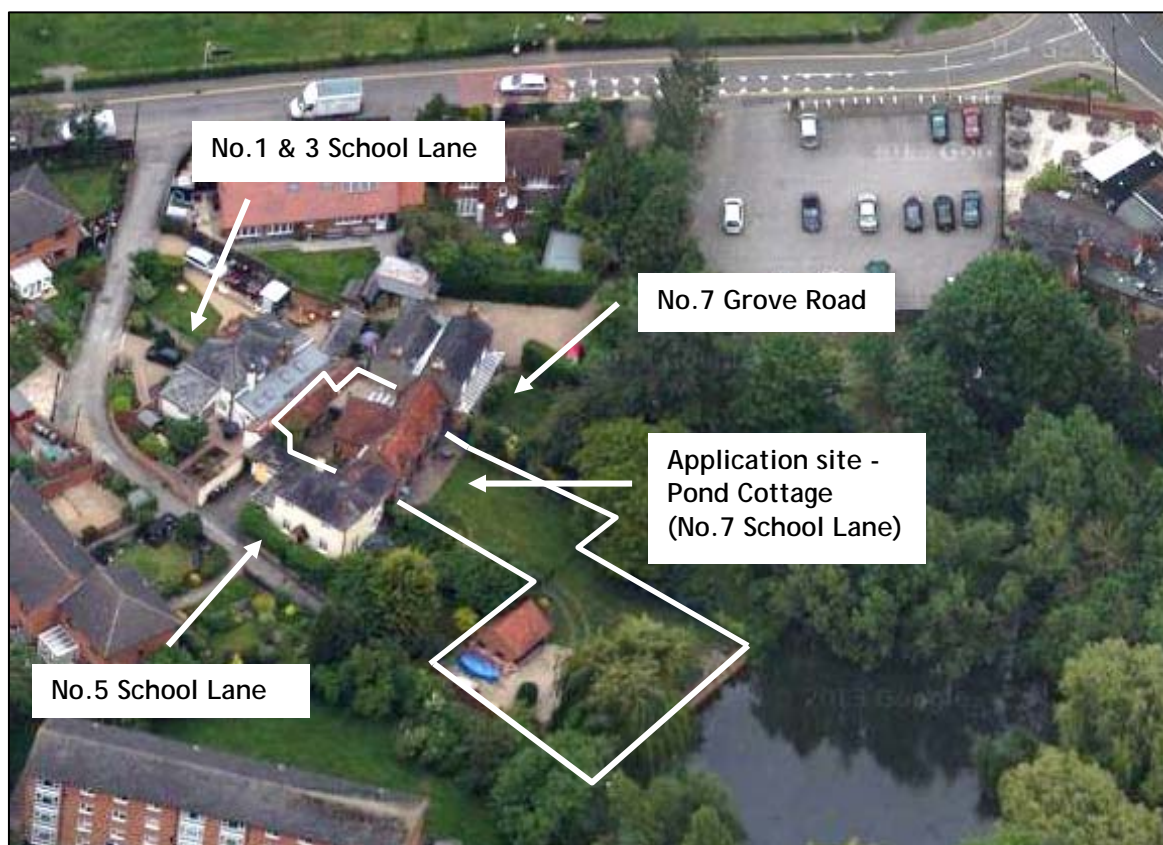 No.1 & 3 School Lane
No.7 Grove Road
Application site -
Pond Cottage
(No.7 School Lane)
No.5 School Lane